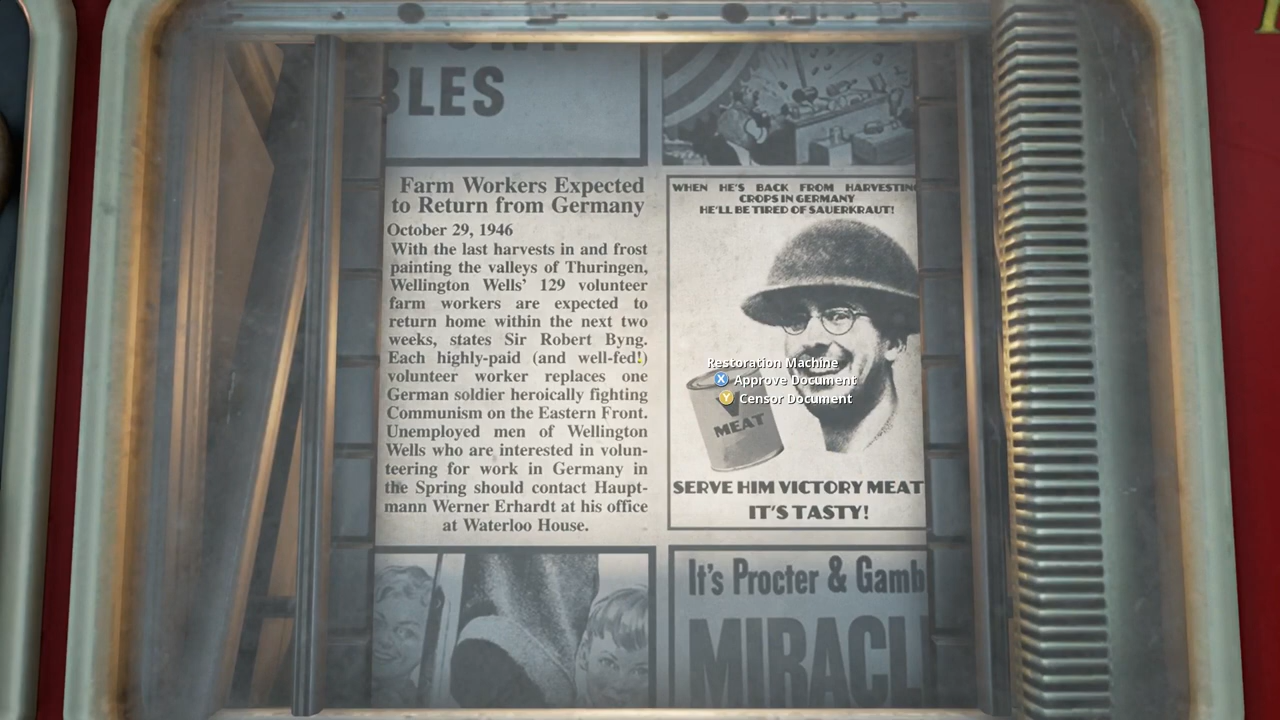 BLES
Farm Workers Expected
to Return from Germany
October 29, 1946
With the last harvests in and frost
painting the valleys of Thuringen,
Wellington Wells' 129 volunteer
farm workers are expected to
return home within the next two
weeks, states Sir Robert Byng.
Each highly-paid (and well-fed!)
volunteer worker replaces one
German soldier heroically fighting
Communism on the Eastern Front.
Unemployed men of Wellington
Wells who are interested in volun-
teering for work in Germany in
the Spring should contact Haupt-
mann Werner Erhardt at his office
at Waterloo House.
WHEN HE'S BACK FROM HARVESTING
CROPS IN GERMANY
HE'LL BE TIRED OF SAUERKRAUT!
Restoration Machine
X Approve Document
Y Censor Document
V
MEAT
SERVE HIM VICTORY MEAT
IT'S TASTY!
It's Procter & Gamb
MIRACL